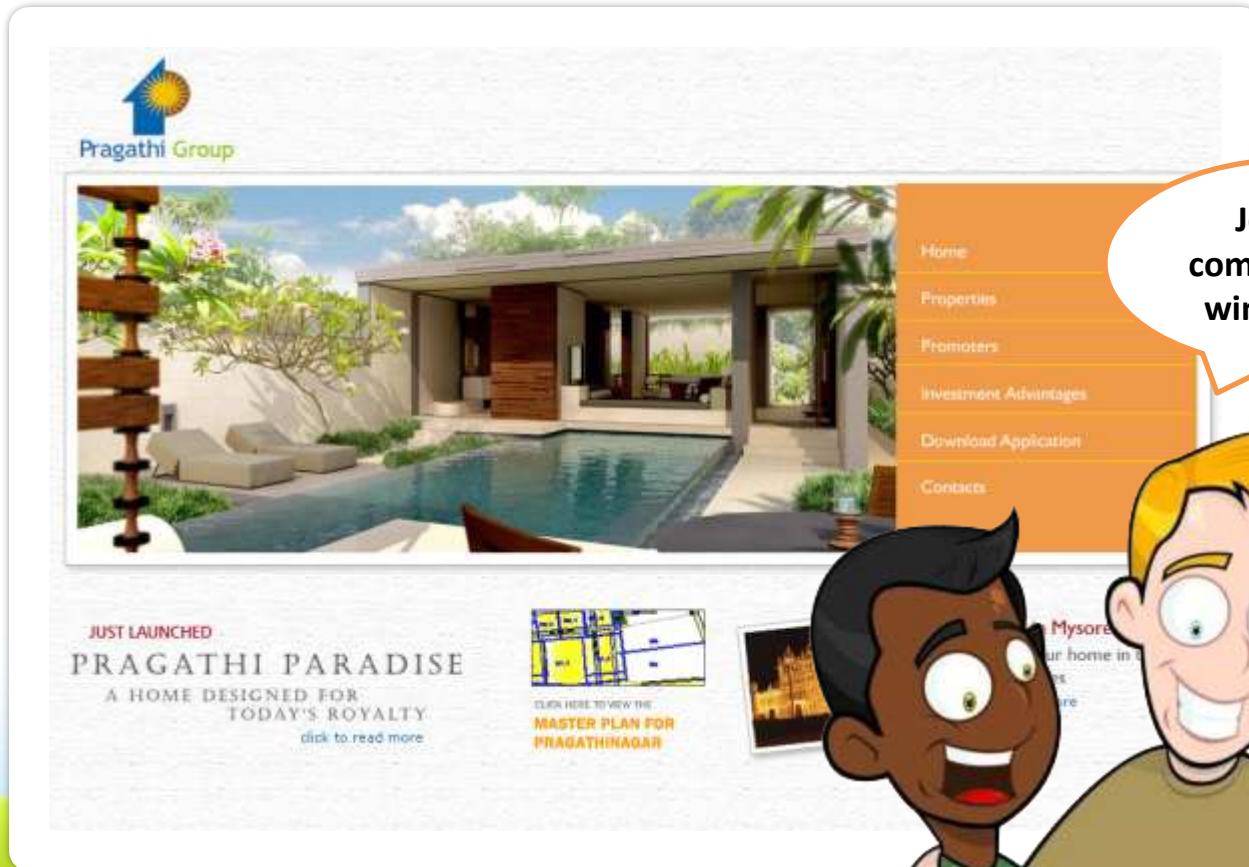 Pragathi Group
Home
Properties
Promoters
Investment Advantages
Download Application
Contacts
JUST LAUNCHED
PRAGATHI PARADISE
A HOME DESIGNED FOR
TODAY'S ROYALTY
click to read more
CLICK HERE TO VIEW THE
MASTER PLAN FOR
PRAGATHINAGAR
Mysore
home in